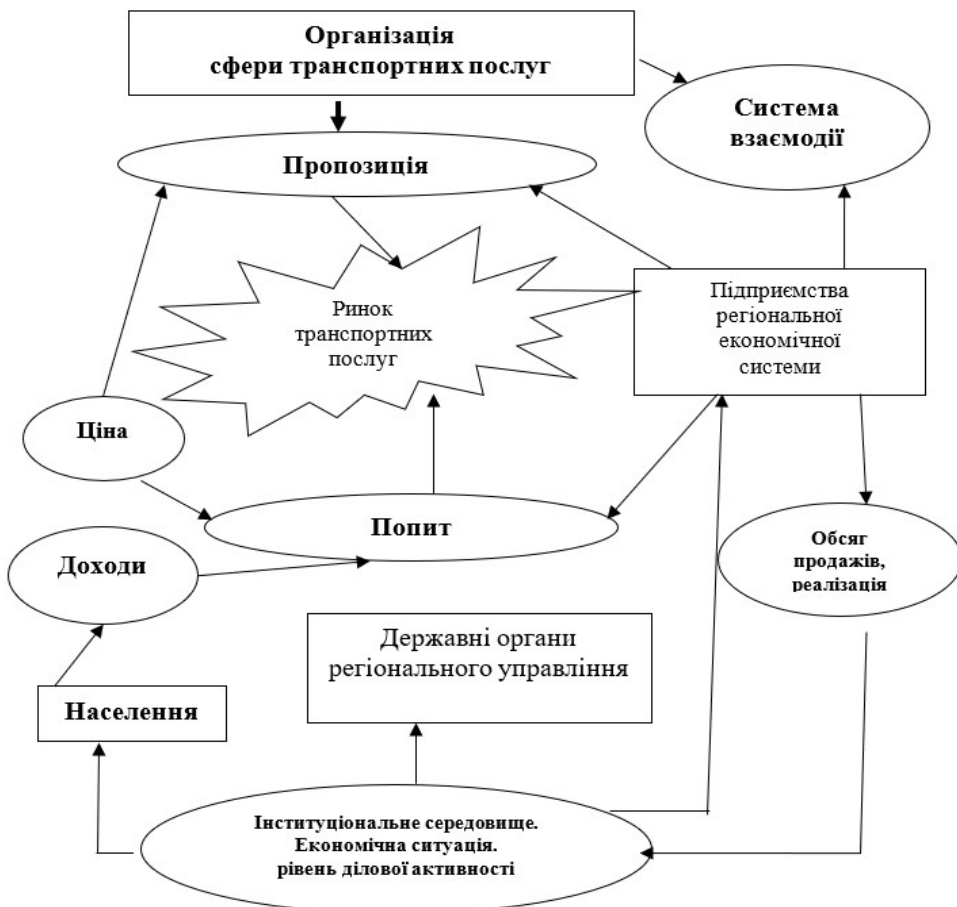 Організація
сфери транспортних послуг
Система
взаємодії
Пропозиція
Ринок
транспортних
послуг
Підприємства
регіональної
економічної
системи
Ціна
Попит
Обсяг
продажів,
реалізація
Доходи
Державні органи
регіонального управління
Населення
Інституціональне середовище.
Економічна ситуація.
рівень ділової активності